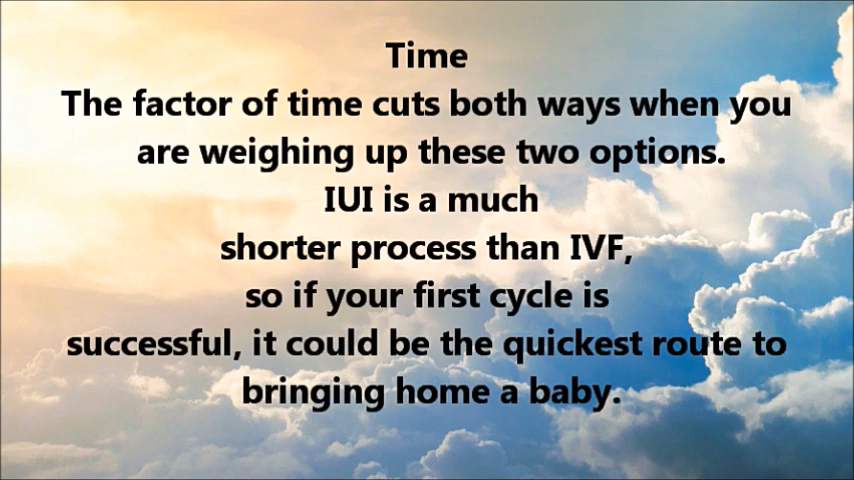 Time
The factor of time cuts both ways when you
are weighing up these two options.
IUI is a much
shorter process than IVF,
so if your first cycle is
successful, it could be the quickest route to
bringing home a baby.